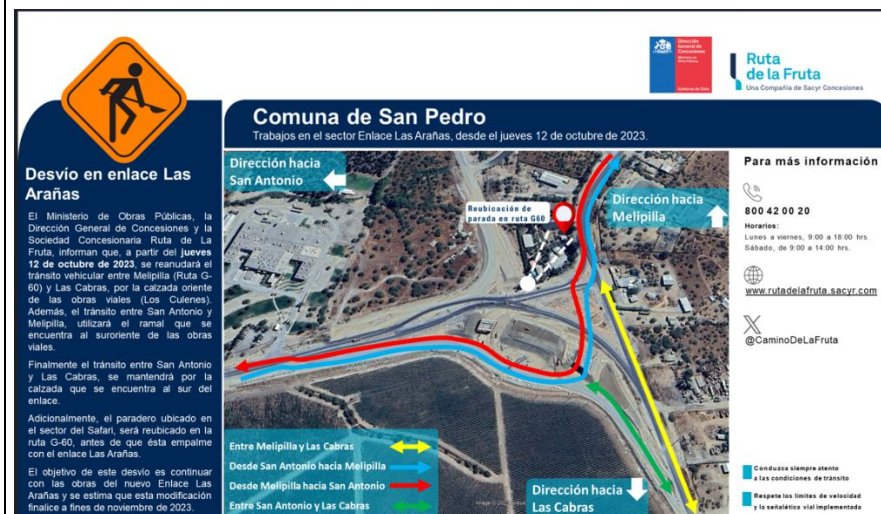 Dirección
General de
Concesiones
Gobierno de Chile
Ruta
de la Fruta
Una Compañía de Sacyr Concesiones
Comuna de San Pedro
Trabajos en el sector Enlace Las Arañas, desde el jueves 12 de octubre de 2023.
Desvío en enlace Las
Arañas
El Ministerio de Obras Públicas, la
Dirección General de Concesiones y la
Sociedad Concesionaria Ruta de La
Fruta, informan que, a partir del jueves
12 de octubre de 2023, se reanudará el
tránsito vehicular entre Melipilla (Ruta G-
60) y Las Cabras, por la calzada oriente
de las obras viales (Los Culenes).
Además, el tránsito entre San Antonio y
Melipilla, utilizará el ramal que se
encuentra al suroriente de las obras
viales.
Finalmente el tránsito entre San Antonio
y Las Cabras, se mantendrá por la
calzada que se encuentra al sur del
enlace.
Adicionalmente, el paradero ubicado en
el sector del Safari, será reubicado en la
ruta G-60, antes de que ésta empalme
con el enlace Las Arañas.
El objetivo de este desvío es continuar
con las obras del nuevo Enlace Las
Arañas y se estima que esta modificación
finalice a fines de noviembre de 2023.
Dirección hacia
San Antonio
Reubicación de
parada en ruta G60
Dirección hacia
Melipilla
Entre Melipilla y Las Cabras
Desde San Antonio hacia Melipilla
Desde Melipilla hacia San Antonio
Entre San Antonio y Las Cabras
Dirección hacia
Las Cabras
Para más información
800 42 00 20
Horarios:
Lunes a viernes, 9:00 a 18:00 hrs.
Sábado, de 9:00 a 14:00 hrs.
www.rutadelafruta.sacyr.com
@CaminoDeLaFruta
Conduzca siempre atento
a las condiciones de tránsito
Respete los límites de velocidad
y la señalética vial implementada